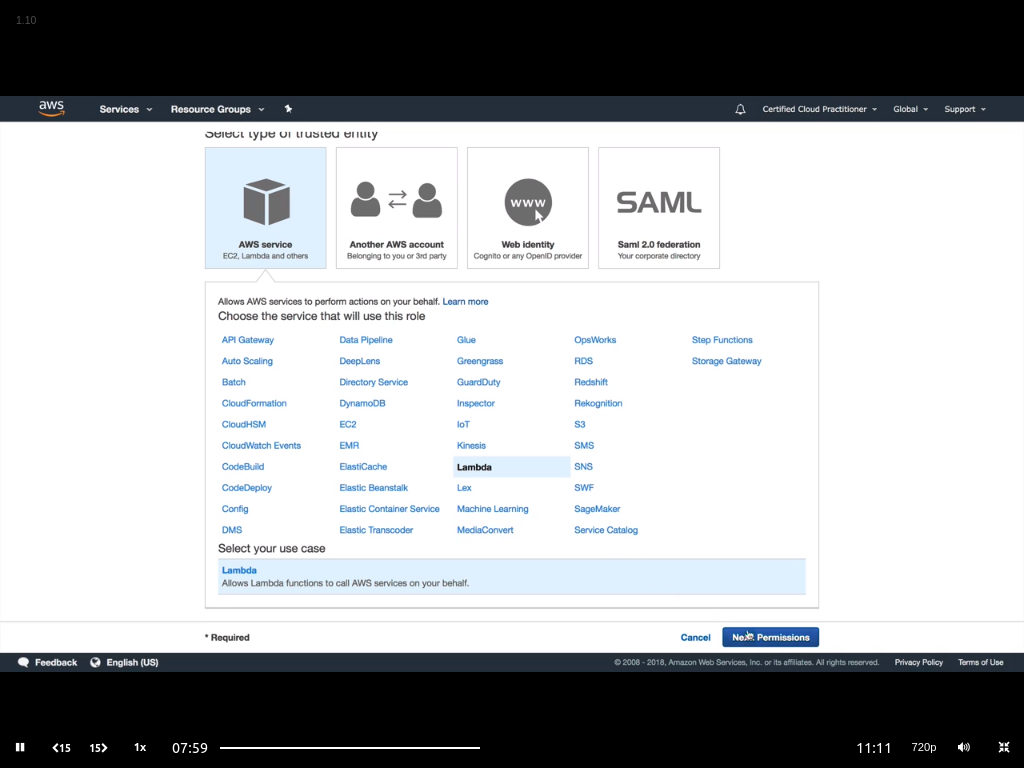 1.10
aws Services Resource Groups Certified Cloud Practitioner Global Support
Select type of trusted entity
www SAML
AWS service Another AWS account Web identity Saml 2.0 federation
EC2, Lambda and others Belonging to you or 3rd party Cognito or any OpenID provider Your corporate directory
Allows AWS services to perform actions on your behalf. Learn more
Choose the service that will use this role
API Gateway Data Pipeline Glue OpsWorks Step Functions
Auto Scaling DeepLens Greengrass RDS Storage Gateway
Batch Directory Service GuardDuty Redshift
CloudFormation DynamoDB Inspector Rekognition
CloudHSM EC2 IoT S3
CloudWatch Events EMR Kinesis SMS
CodeBuild ElastiCache Lambda SNS
CodeDeploy Elastic Beanstalk Lex SWF
Config Elastic Container Service Machine Learning SageMaker
DMS Elastic Transcoder MediaConvert Service Catalog
Select your use case
Lambda
Allows Lambda functions to call AWS services on your behalf.
* Required Cancel Next: Permissions
Feedback English (US) © 2008 - 2018, Amazon Web Services, Inc. or its affiliates. All rights reserved. Privacy Policy Terms of Use
15 15 1x 07:59 11:11 720p